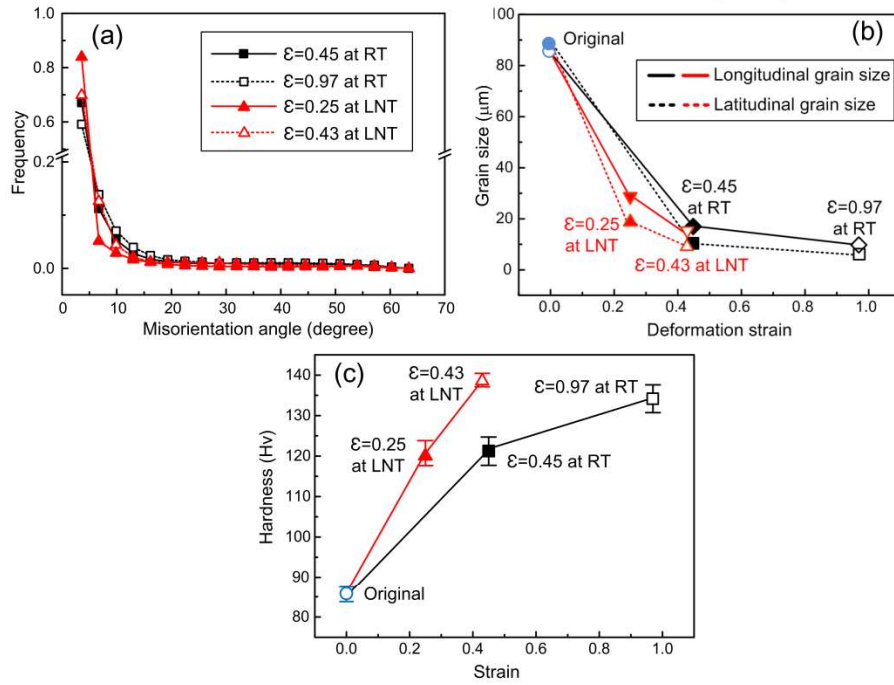 (a)
Ɛ=0.45 at RT
Ɛ=0.97 at RT
Ɛ=0.25 at LNT
Ɛ=0.43 at LNT
1.0
0.8
0.6
0.2
0.0
Frequency
0 10 20 30 40 50 60 70
Misorientation angle (degree)
(b)
Original
Longitudinal grain size
Latitudinal grain size
Ɛ=0.45
at RT
Ɛ=0.97
at RT
Ɛ=0.25
at LNT
Ɛ=0.43 at LNT
100
80
60
40
20
10
0
Grain size (μm)
0.0 0.2 0.4 0.6 0.8 1.0
Deformation strain
(c)
Ɛ=0.43
at LNT
Ɛ=0.97 at RT
Ɛ=0.25
at LNT
Ɛ=0.45 at RT
Original
140
130
120
110
100
90
80
Hardness (Hv)
0.0 0.2 0.4 0.6 0.8 1.0
Strain